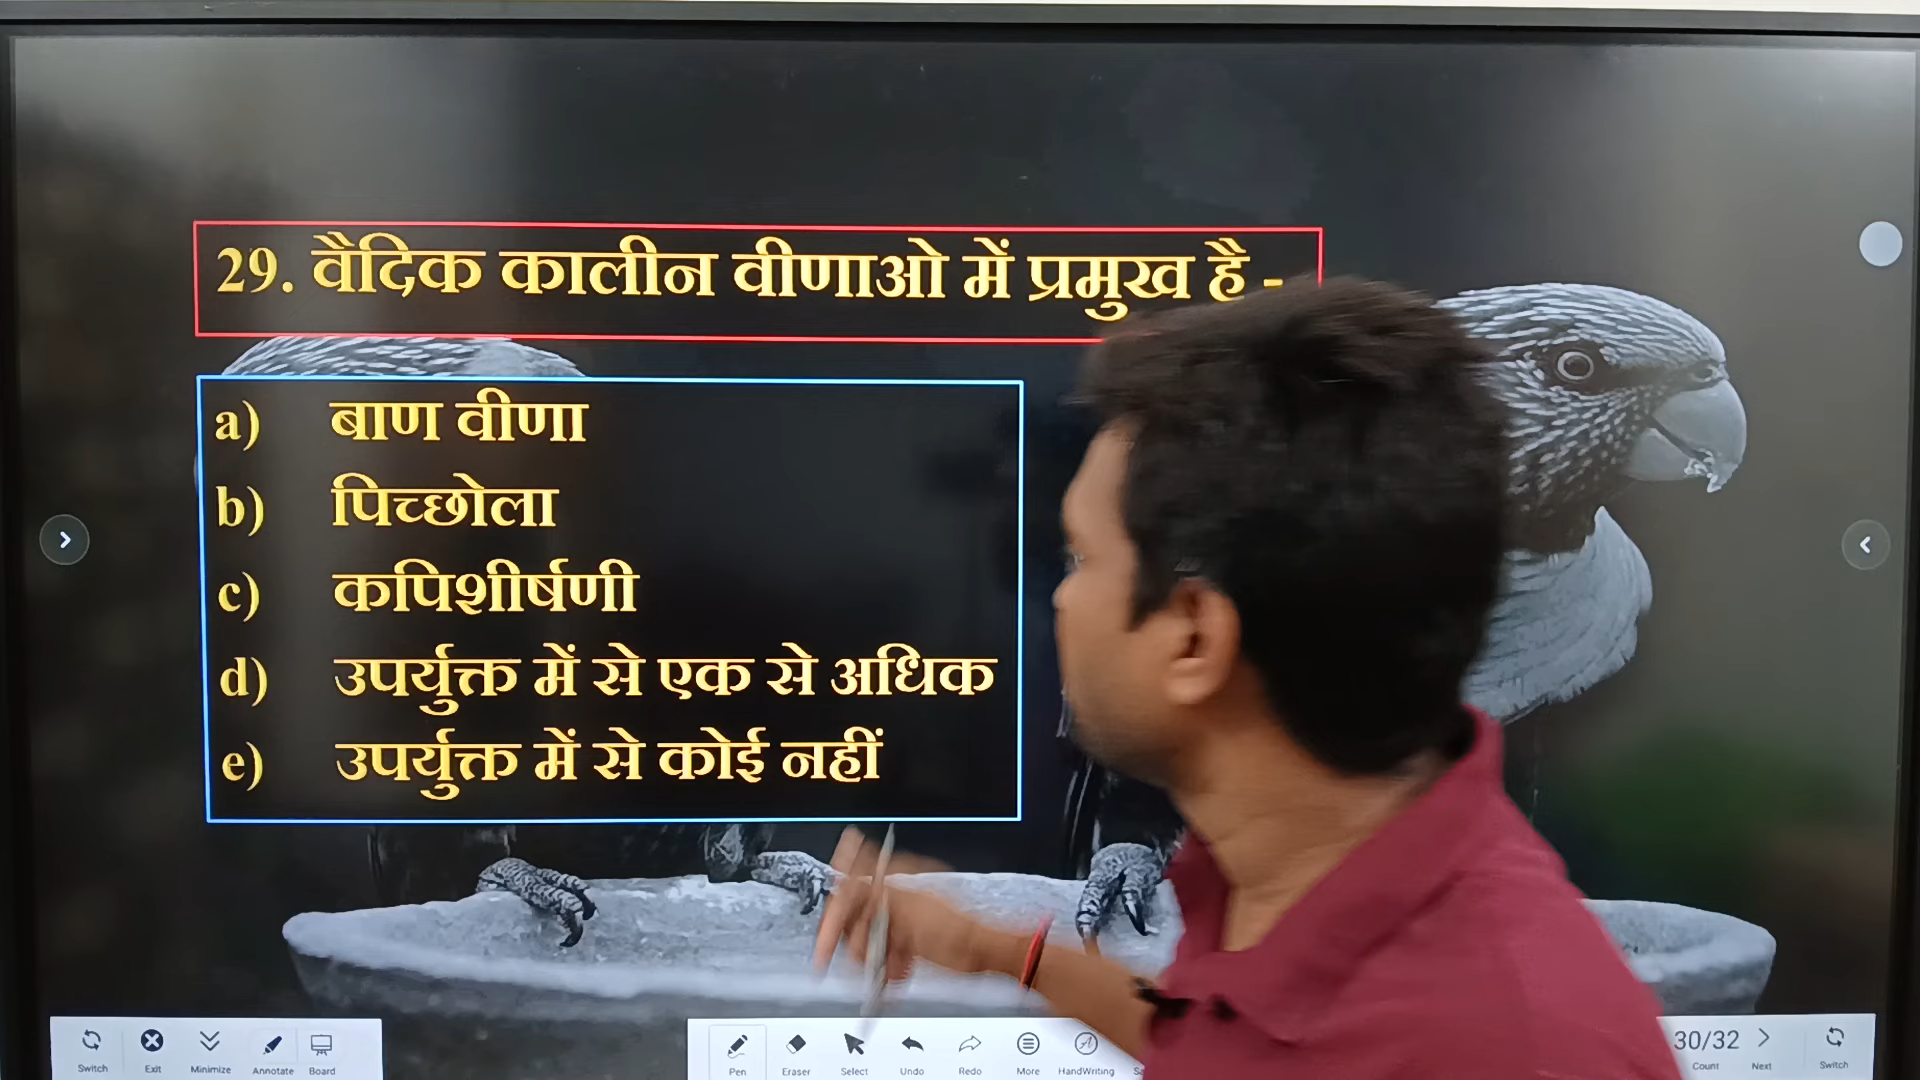 29. वैदिक कालीन वीणाओ में प्रमुख है -
a) बाण वीणा
b) पिच्छोला
c) कपिशीर्षणी
d) उपर्युक्त में से एक से अधिक
e) उपर्युक्त में से कोई नहीं
Switch Exit Minimize Annotate Board Pen Eraser Select Undo Redo More HandWriting 30/32 Count Next Switch